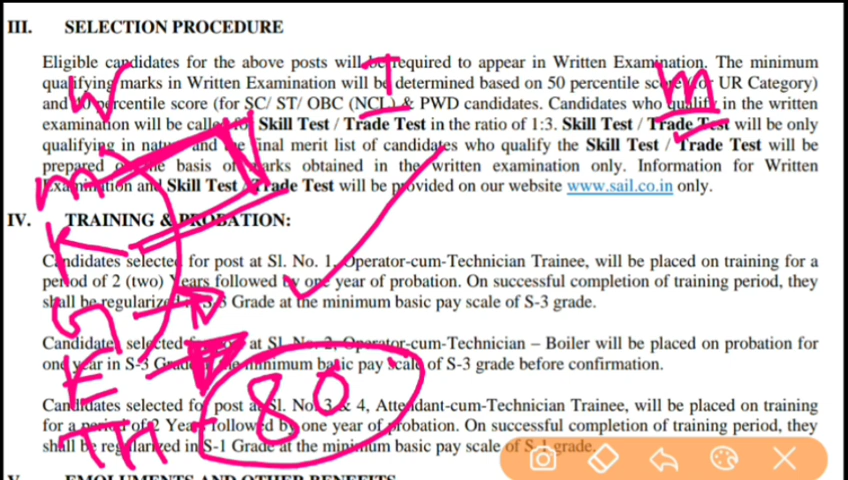 III. SELECTION PROCEDURE
Eligible candidates for the above posts will be required to appear in Written Examination. The minimum
qualifying marks in Written Examination will be determined based on 50 percentile score (for UR Category)
and percentile score (for SC/ ST/ OBC (NCL) & PWD candidates. Candidates who qualify in the written
examination will be called for Skill Test / Trade Test in the ratio of 1:3. Skill Test / Trade Test will be only
qualifying in nature and the final merit list of candidates who qualify the Skill Test / Trade Test will be
prepared on the basis of marks obtained in the written examination only. Information for Written
Examination and Skill Test / Trade Test will be provided on our website www.sail.co.in only.
IV. TRAINING & PROBATION:
Candidates selected for post at Sl. No. 1, Operator-cum-Technician Trainee, will be placed on training for a
period of 2 (two) Years followed by one year of probation. On successful completion of training period, they
shall be regularized S-3 Grade at the minimum basic pay scale of S-3 grade.
Candidates selected at Sl. No. 2, Operator-cum-Technician – Boiler will be placed on probation for
one year in S-3 Grade minimum basic pay scale of S-3 grade before confirmation.
Candidates selected for post at Sl. No. 3 & 4, Attendant-cum-Technician Trainee, will be placed on training
for a period of 2 Years followed by one year of probation. On successful completion of training period, they
shall be regularized in S-1 Grade at the minimum basic pay scale of S-1 grade.
80